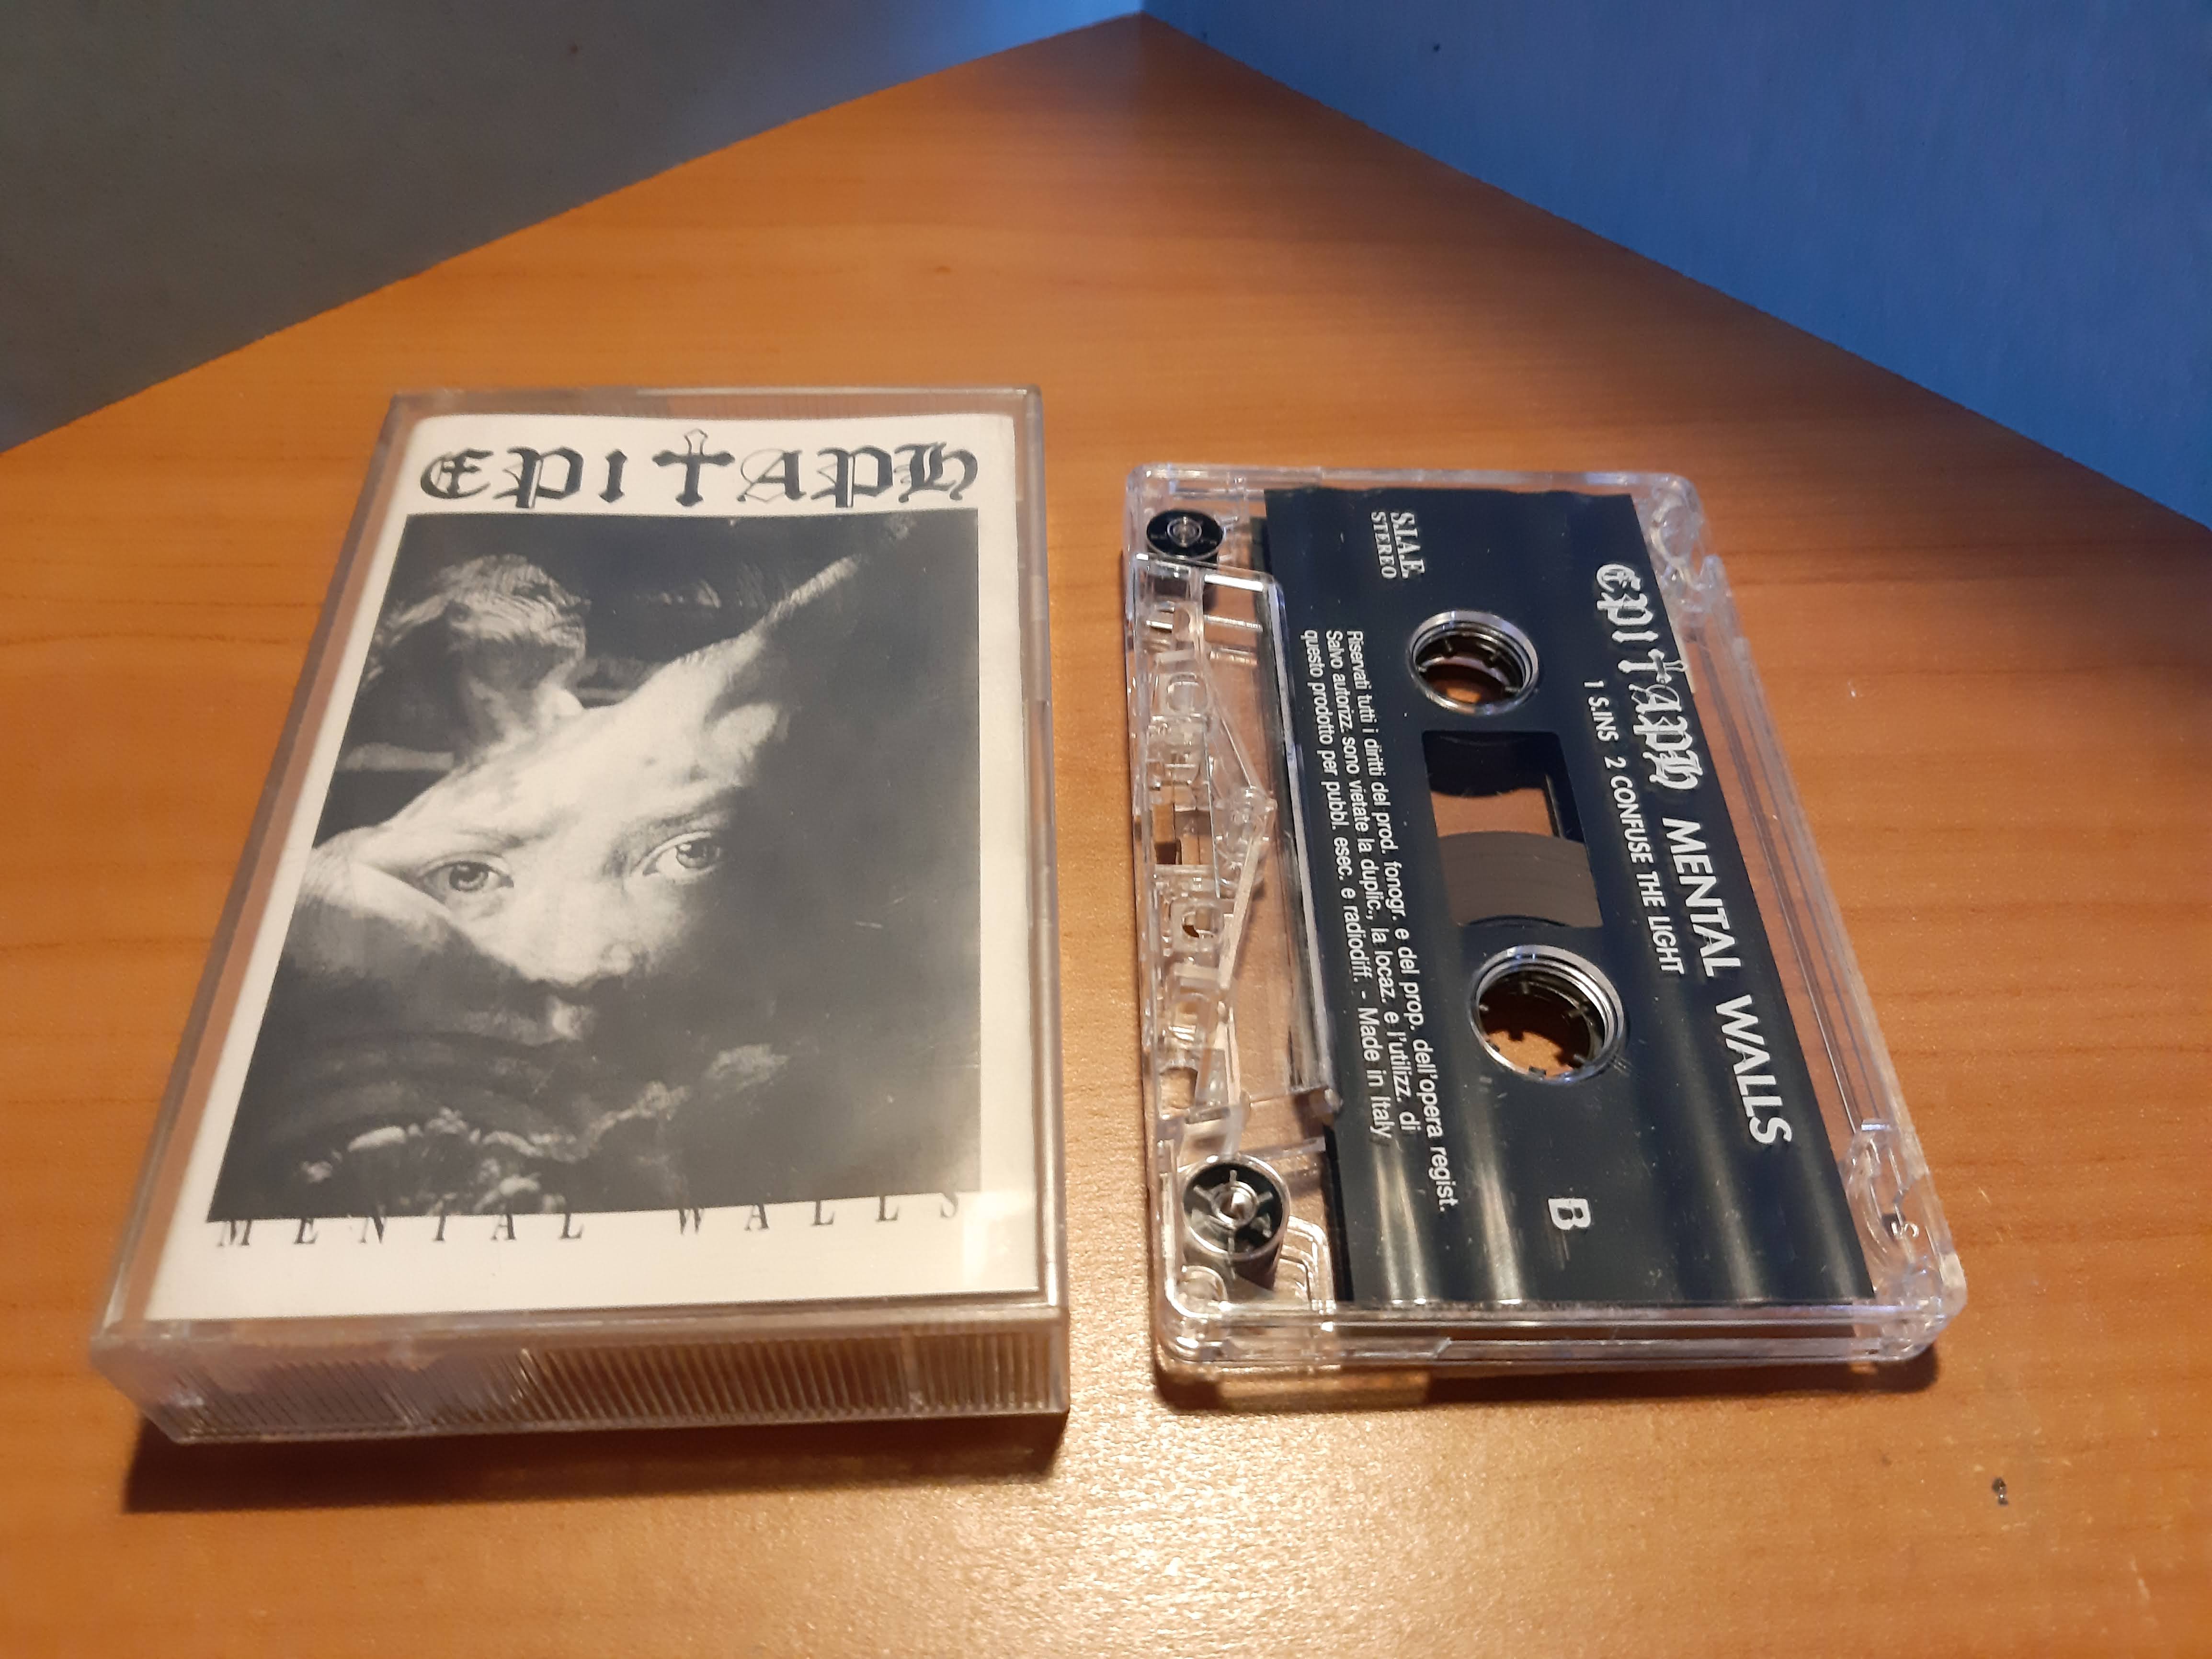 EPITAPH
MENTAL WALLS
EPITAPH MENTAL WALLS
1 S.INS 2 CONFUSE THE LIGHT
S.I.A.E.
STEREO
B
Riservati tutti i diritti del prod. fonogr. e del prop. dell'opera regist.
Salvo autorizz. sono vietate la duplic., la locaz. e l'utilizz. di
questo prodotto per pubbl. esec. e radiodiff. - Made in Italy